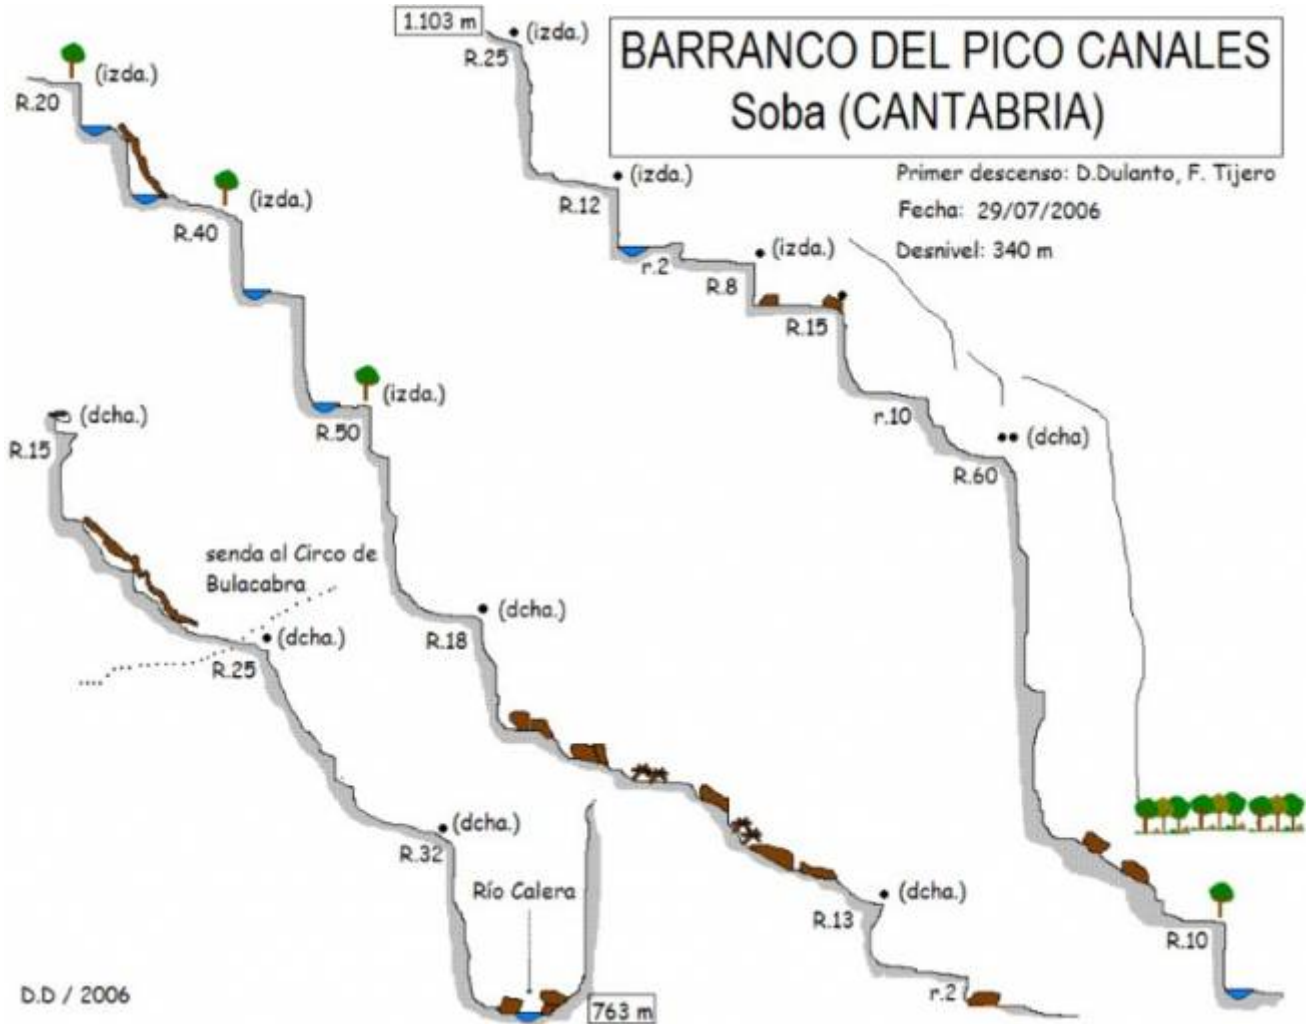 BARRANCO DEL PICO CANALES
Soba (CANTABRIA)
Primer descenso: D.Dulanto, F. Tijero
Fecha: 29/07/2006
Desnivel: 340 m
1.103 m
R.25
(izda.)
R.12
(izda.)
r.2
R.8
(izda.)
R.15
r.10
R.60
(dcha)
R.10
R.20
(izda.)
R.40
(izda.)
R.50
(izda.)
R.18
(dcha.)
R.13
(dcha.)
r.2
R.15
(dcha.)
senda al Circo de
Bulacabra
R.25
(dcha.)
R.32
(dcha.)
Río Calera
763 m
D.D / 2006